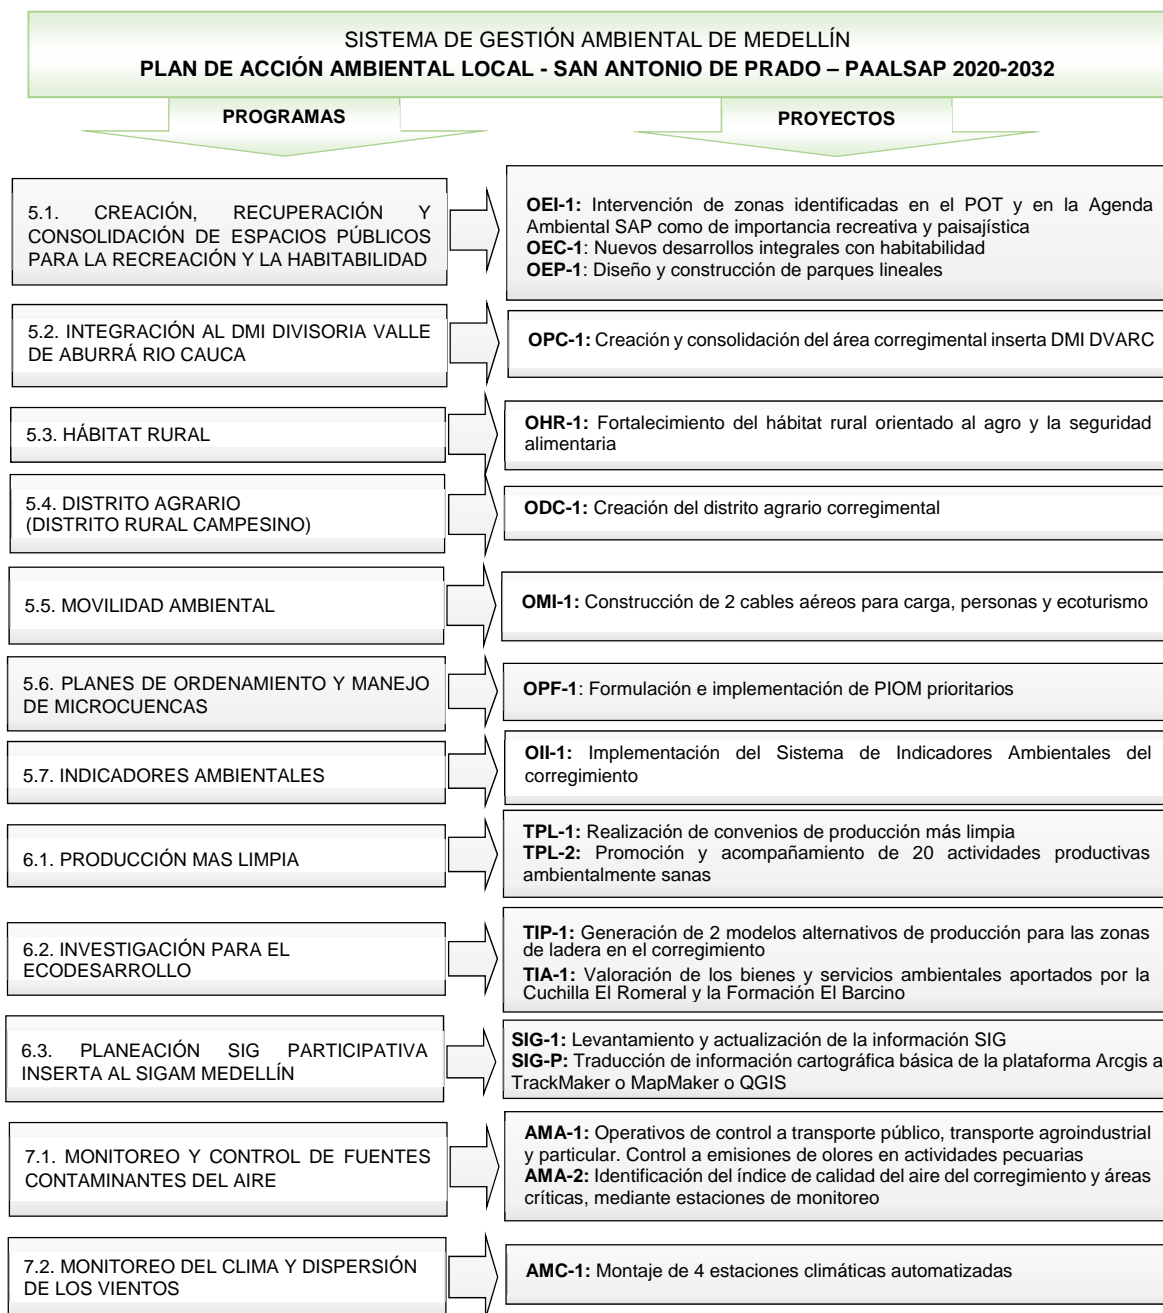 SISTEMA DE GESTIÓN AMBIENTAL DE MEDELLÍN
PLAN DE ACCIÓN AMBIENTAL LOCAL - SAN ANTONIO DE PRADO – PAALSAP 2020-2032
PROGRAMAS
PROYECTOS
5.1. CREACIÓN, RECUPERACIÓN Y
CONSOLIDACIÓN DE ESPACIOS PÚBLICOS
PARA LA RECREACIÓN Y LA HABITABILIDAD
OEI-1: Intervención de zonas identificadas en el POT y en la Agenda
Ambiental SAP como de importancia recreativa y paisajística
OEC-1: Nuevos desarrollos integrales con habitabilidad
OEP-1: Diseño y construcción de parques lineales
5.2. INTEGRACIÓN AL DMI DIVISORIA VALLE
DE ABURRÁ RIO CAUCA
OPC-1: Creación y consolidación del área corregimental inserta DMI DVARC
5.3. HÁBITAT RURAL
OHR-1: Fortalecimiento del hábitat rural orientado al agro y la seguridad
alimentaria
5.4. DISTRITO AGRARIO
(DISTRITO RURAL CAMPESINO)
ODC-1: Creación del distrito agrario corregimental
5.5. MOVILIDAD AMBIENTAL
OMI-1: Construcción de 2 cables aéreos para carga, personas y ecoturismo
5.6. PLANES DE ORDENAMIENTO Y MANEJO
DE MICROCUENCAS
OPF-1: Formulación e implementación de PIOM prioritarios
5.7. INDICADORES AMBIENTALES
OII-1: Implementación del Sistema de Indicadores Ambientales del
corregimiento
6.1. PRODUCCIÓN MAS LIMPIA
TPL-1: Realización de convenios de producción más limpia
TPL-2: Promoción y acompañamiento de 20 actividades productivas
ambientalmente sanas
6.2. INVESTIGACIÓN PARA EL
ECODESARROLLO
TIP-1: Generación de 2 modelos alternativos de producción para las zonas
de ladera en el corregimiento
TIA-1: Valoración de los bienes y servicios ambientales aportados por la
Cuchilla El Romeral y la Formación El Barcino
6.3. PLANEACIÓN SIG PARTICIPATIVA
INSERTA AL SIGAM MEDELLÍN
SIG-1: Levantamiento y actualización de la información SIG
SIG-P: Traducción de información cartográfica básica de la plataforma Arcgis a
TrackMaker o MapMaker o QGIS
7.1. MONITOREO Y CONTROL DE FUENTES
CONTAMINANTES DEL AIRE
AMA-1: Operativos de control a transporte público, transporte agroindustrial
y particular. Control a emisiones de olores en actividades pecuarias
AMA-2: Identificación del índice de calidad del aire del corregimiento y áreas
críticas, mediante estaciones de monitoreo
7.2. MONITOREO DEL CLIMA Y DISPERSIÓN
DE LOS VIENTOS
AMC-1: Montaje de 4 estaciones climáticas automatizadas